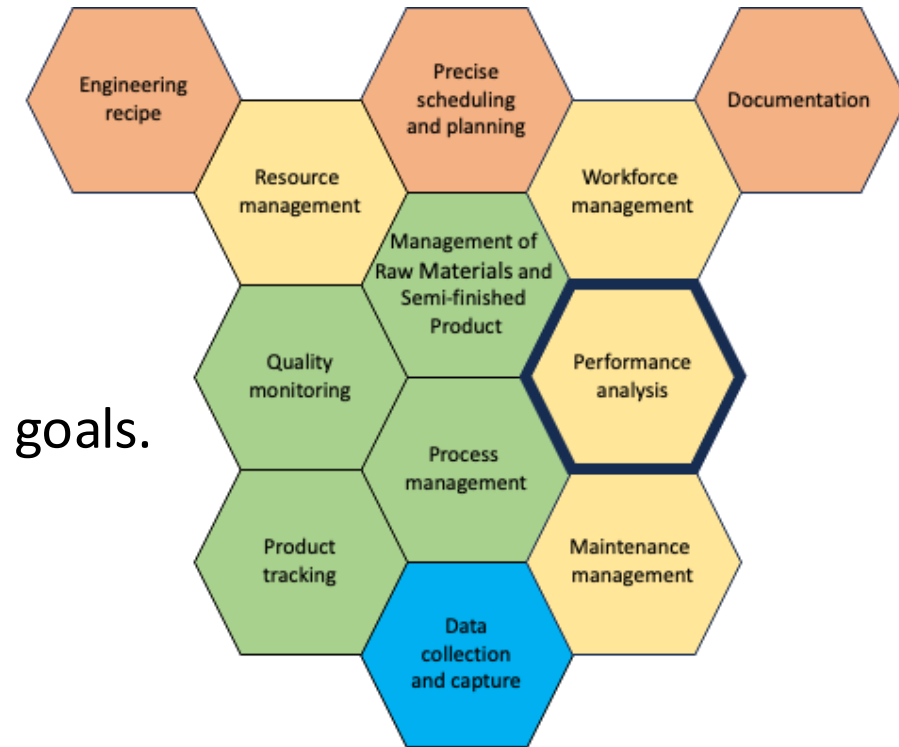 Engineering
recipe
Precise
scheduling
and planning
Documentation
Resource
management
Workforce
management
Management of
Raw Materials and
Semi-finished
Product
Quality
monitoring
Performance
analysis
goals.
Process
management
Product
tracking
Maintenance
management
Data
collection
and capture